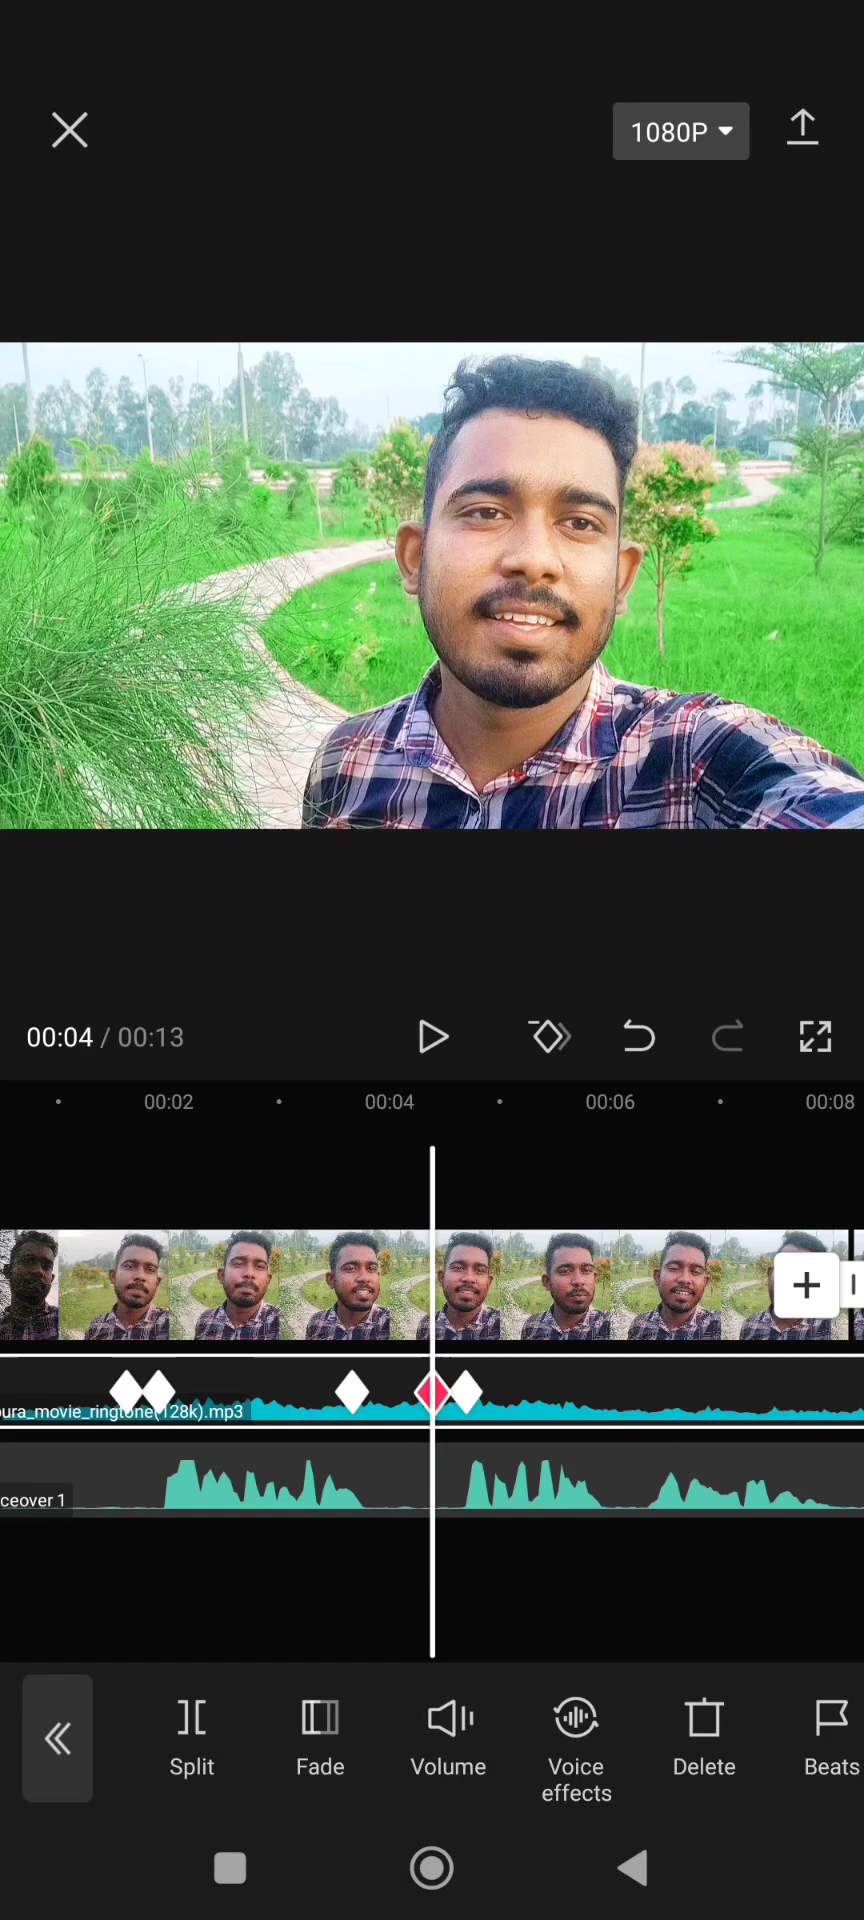 1080P
00:04 / 00:13
00:02 00:04 00:06 00:08
ura_movie_ringtone(128k).mp3
ceover 1
Split Fade Volume Voice effects Delete Beats